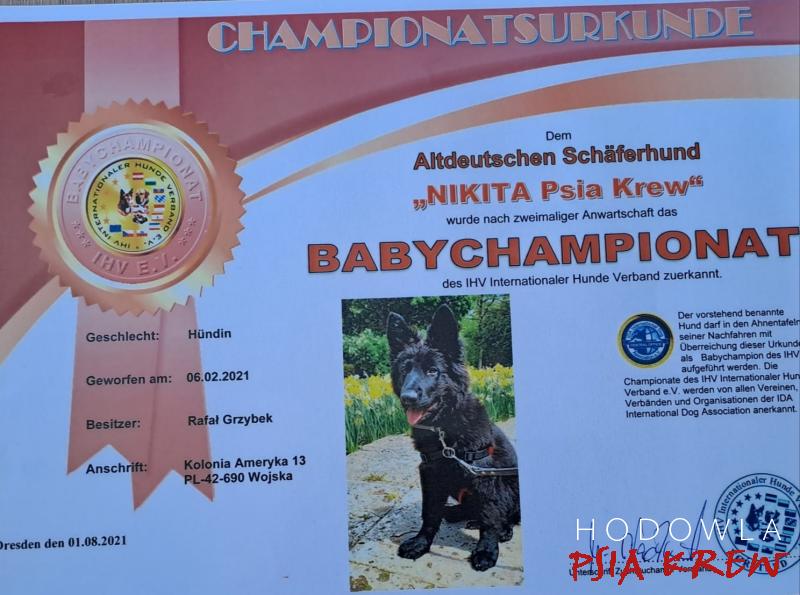 CHAMPIONATSURKUNDE
BABYCHAMPIONAT
INTERNATIONALER HUNDE VERBAND E.V. · IHV
IHV E.V.
Dem
Altdeutschen Schäferhund
„NIKITA Psia Krew“
wurde nach zweimaliger Anwartschaft das
BABYCHAMPIONAT
des IHV Internationaler Hunde Verband zuerkannt.
Geschlecht: Hündin
Geworfen am: 06.02.2021
Besitzer: Rafał Grzybek
Anschrift: Kolonia Ameryka 13
PL-42-690 Wojska
Der vorstehend benannte
Hund darf in den Ahnentafeln
seiner Nachfahren mit
Überreichung dieser Urkunde
als Babychampion des IHV
aufgeführt werden. Die
Championate des IHV Internationaler Hun
Verband e.V. werden von allen Vereinen,
Verbänden und Organisationen der IDA
International Dog Association anerkannt.
Dresden den 01.08.2021
Internationaler Hunde
HODOWLA
PSIA KREW